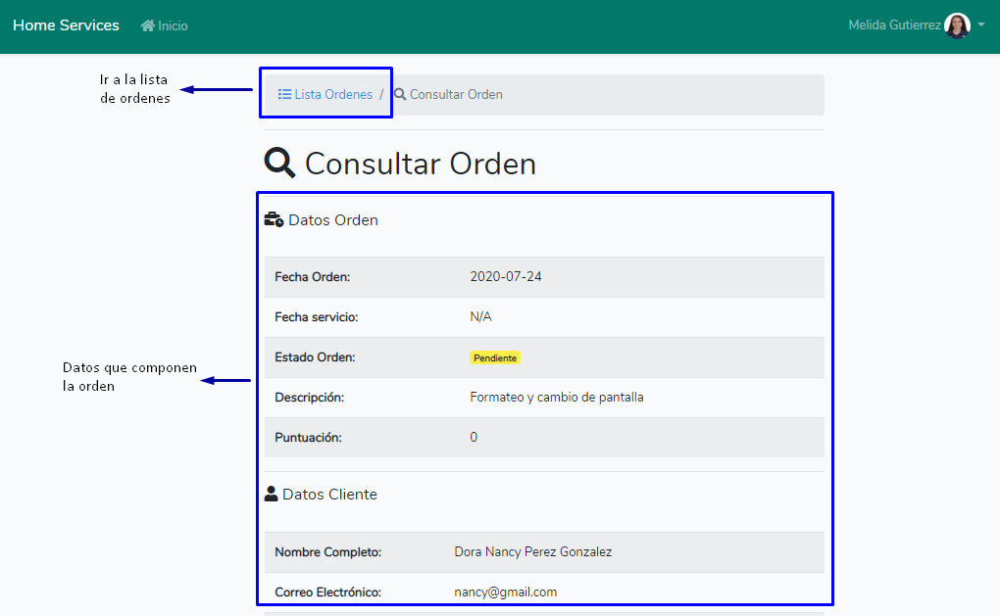 Home Services Inicio Melida Gutierrez
Ir a la lista
de ordenes
Lista Ordenes / Consultar Orden
Consultar Orden
Datos Orden
Fecha Orden: 2020-07-24
Fecha servicio: N/A
Estado Orden: Pendiente
Datos que componen
la orden
Descripción: Formateo y cambio de pantalla
Puntuación: 0
Datos Cliente
Nombre Completo: Dora Nancy Perez Gonzalez
Correo Electrónico: nancy@gmail.com